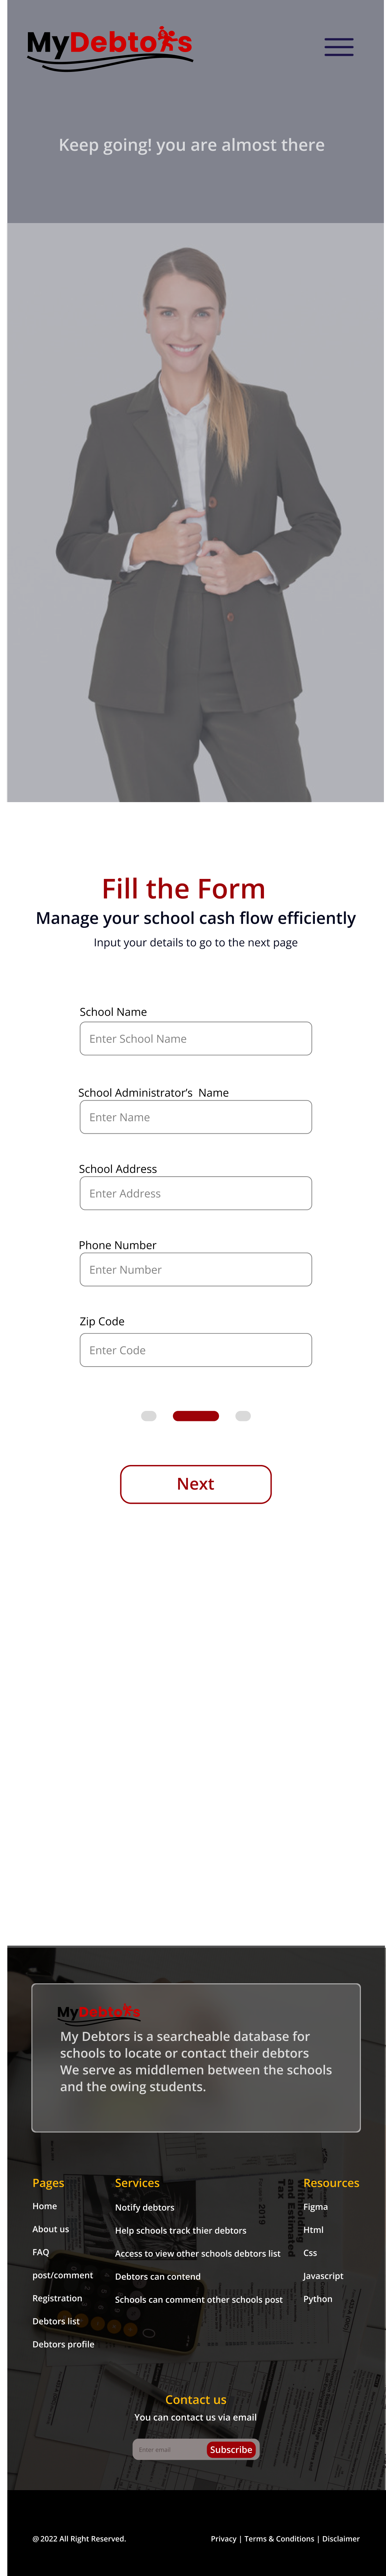 MyDebtors
Keep going! you are almost there
Fill the Form
Manage your school cash flow efficiently
Input your details to go to the next page
School Name
Enter School Name
School Administrator's  Name
Enter Name
School Address
Enter Address
Phone Number
Enter Number
Zip Code
Enter Code
Next
MyDebtors
My Debtors is a searcheable database for
schools to locate or contact their debtors
We serve as middlemen between the schools
and the owing students.
Pages
Home
About us
FAQ
post/comment
Registration
Debtors list
Debtors profile
Services
Notify debtors
Help schools track thier debtors
Access to view other schools debtors list
Debtors can contend
Schools can comment other schools post
Resources
Figma
Html
Css
Javascript
Python
Contact us
You can contact us via email
Enter email
Subscribe
@ 2022 All Right Reserved.
Privacy | Terms & Conditions | Disclaimer